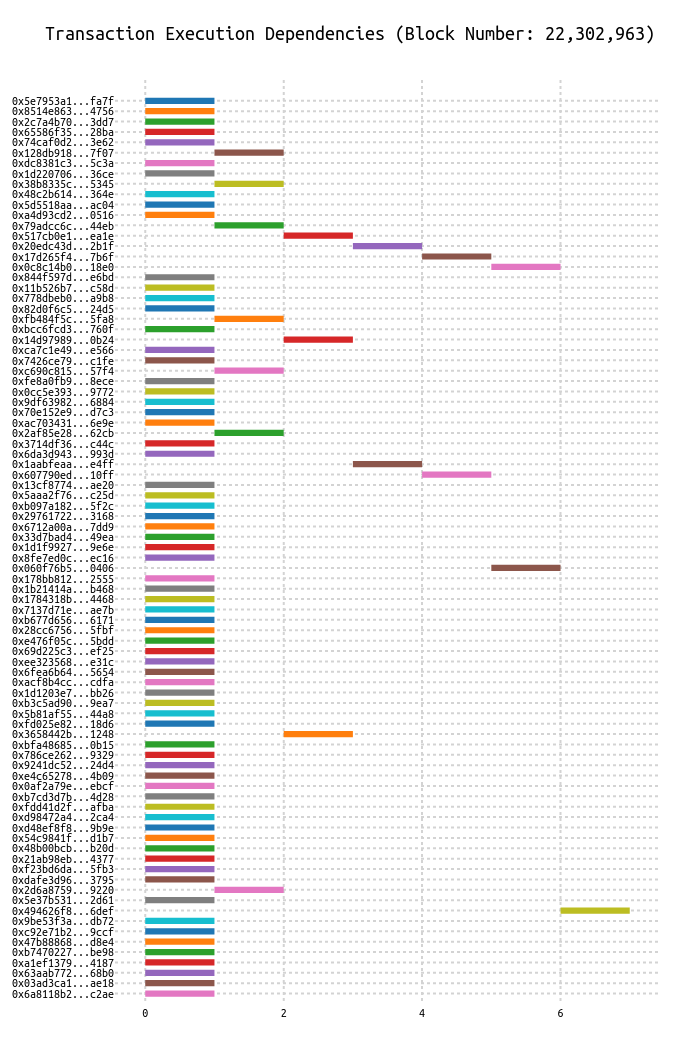 Transaction Execution Dependencies (Block Number: 22,302,963)
0x5e7953a1...fa7f
0x8514e863...4756
0x2c7a4b70...3dd7
0x65586f35...28ba
0x74caf0d2...3e62
0x128db918...7f07
0xdc8381c3...5c3a
0x1d220706...36ce
0x38b8335c...5345
0x48c2b614...364e
0x5d5518aa...ac04
0xa4d93cd2...0516
0x79adcc6c...44eb
0x517cb0e1...ea1e
0x20edc43d...2b1f
0x17d265f4...7b6f
0x0c8c14b0...18e0
0x844f597d...e6bd
0x11b526b7...c58d
0x778dbeb0...a9b8
0x82d0f6c5...24d5
0xfb484f5c...5fa8
0xbcc6fcd3...760f
0x14d97989...0b24
0xca7c1e49...e566
0x7426ce79...c1fe
0xc690c815...57f4
0xfe8a0fb9...8ece
0x0cc5e393...9772
0x9df63982...6884
0x70e152e9...d7c3
0xac703431...6e9e
0x2af85e28...62cb
0x3714df36...c44c
0x6da3d943...993d
0x1aabfeaa...e4ff
0x607790ed...10ff
0x13cf8774...ae20
0x5aaa2f76...c25d
0xb097a182...5f2c
0x29761722...3168
0x6712a00a...7dd9
0x33d7bad4...49ea
0x1d1f9927...9e6e
0x8fe7ed0c...ec16
0x060f76b5...0406
0x178bb812...2555
0x1b21414a...b468
0x1784318b...4468
0x7137d71e...ae7b
0xb677d656...6171
0x28cc6756...5fbf
0xe476f05c...5bdd
0x69d225c3...ef25
0xee323568...e31c
0x6fea6b64...5654
0xacf8b4cc...cdfa
0x1d1203e7...bb26
0xb3c5ad90...9ea7
0x5b81af55...44a8
0xfd025e82...18d6
0x3658442b...1248
0xbfa48685...0b15
0x786ce262...9329
0x9241dc52...24d4
0xe4c65278...4b09
0x0af2a79e...ebcf
0xb7cd3d7b...4d28
0xfdd41d2f...afba
0xd98472a4...2ca4
0xd48ef8f8...9b9e
0x54c9841f...d1b7
0x48b00bcb...b20d
0x21ab98eb...4377
0xf23bd6da...5fb3
0xdafe3d96...3795
0x2d6a8759...9220
0x5e37b531...2d61
0x494626f8...6def
0x9be53f3a...db72
0xc92e71b2...9ccf
0x47b88868...d8e4
0xb7470227...be98
0xa1ef1379...4187
0x63aab772...68b0
0x03ad3ca1...ae18
0x6a8118b2...c2ae
0 2 4 6